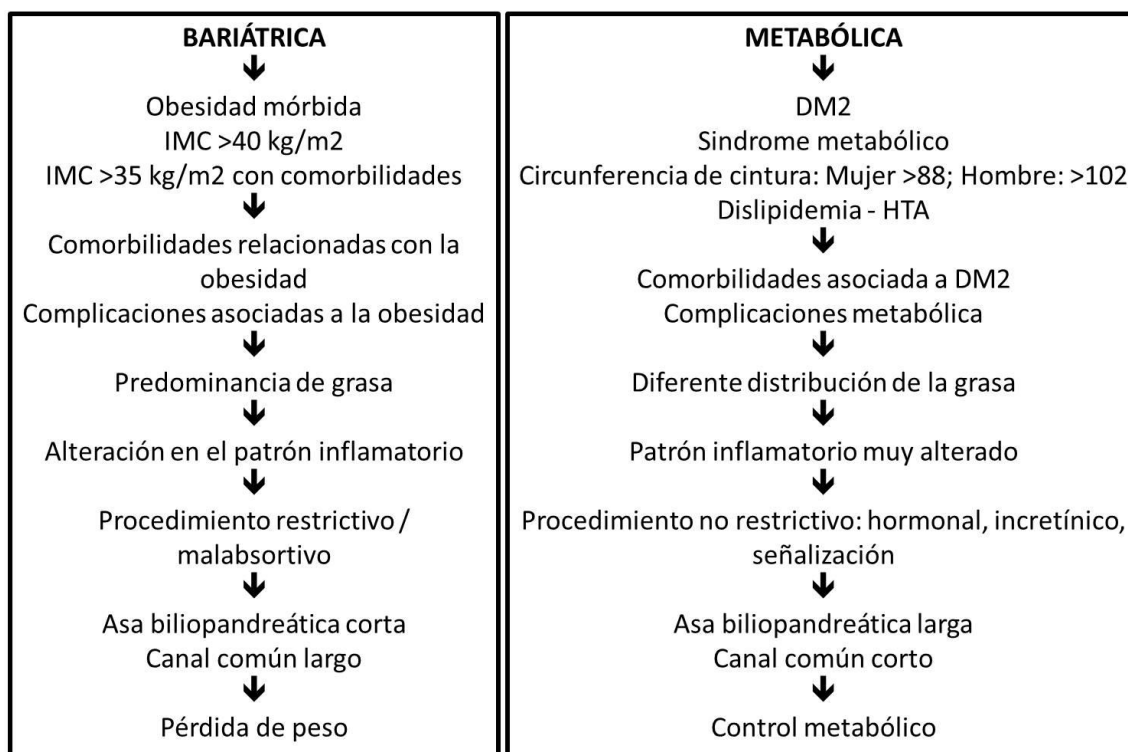 BARIÁTRICA
Obesidad mórbida
IMC >40 kg/m2
IMC >35 kg/m2 con comorbilidades
Comorbilidades relacionadas con la
obesidad
Complicaciones asociadas a la obesidad
Predominancia de grasa
Alteración en el patrón inflamatorio
Procedimiento restrictivo /
malabsortivo
Asa biliopandreática corta
Canal común largo
Pérdida de peso
METABÓLICA
DM2
Sindrome metabólico
Circunferencia de cintura: Mujer >88; Hombre: >102
Dislipidemia - HTA
Comorbilidades asociada a DM2
Complicaciones metabólica
Diferente distribución de la grasa
Patrón inflamatorio muy alterado
Procedimiento no restrictivo: hormonal, incretínico,
señalización
Asa biliopandreática larga
Canal común corto
Control metabólico